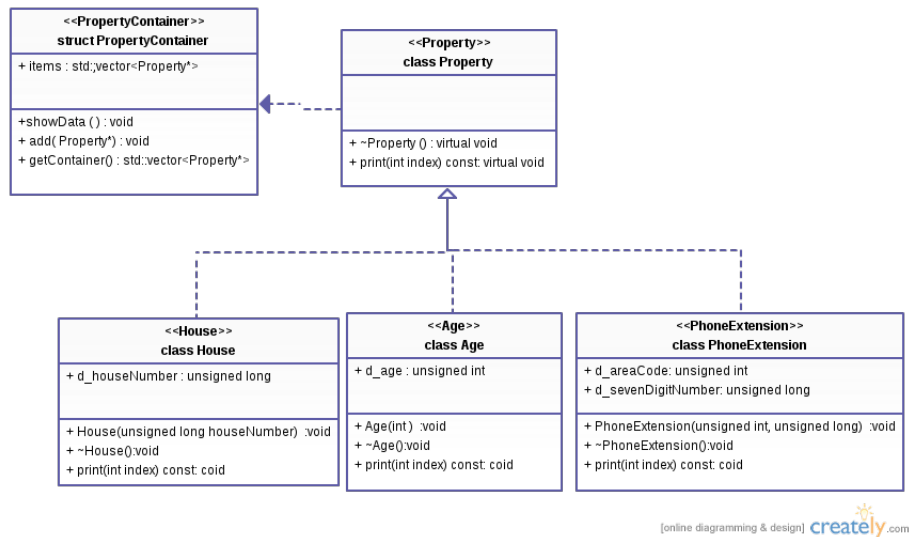 <<PropertyContainer>>
struct PropertyContainer
+ items : std:;vector<Property*>
+showData ( ) : void
+ add( Property*) : void
+ getContainer() : std::vector<Property*>
<<Property>>
class Property
+ ~Property () : virtual void
+ print(int index) const: virtual void
<<House>>
class House
+ d_houseNumber : unsigned long
+ House(unsigned long houseNumber) :void
+ ~House():void
+ print(int index) const: coid
<<Age>>
class Age
+ d_age : unsigned int
+ Age(int ) :void
+ ~Age():void
+ print(int index) const: coid
<<PhoneExtension>>
class PhoneExtension
+ d_areaCode: unsigned int
+ d_sevenDigitNumber: unsigned long
+ PhoneExtension(unsigned int, unsigned long) :void
+ ~PhoneExtension():void
+ print(int index) const: coid
[online diagramming & design] creately.com